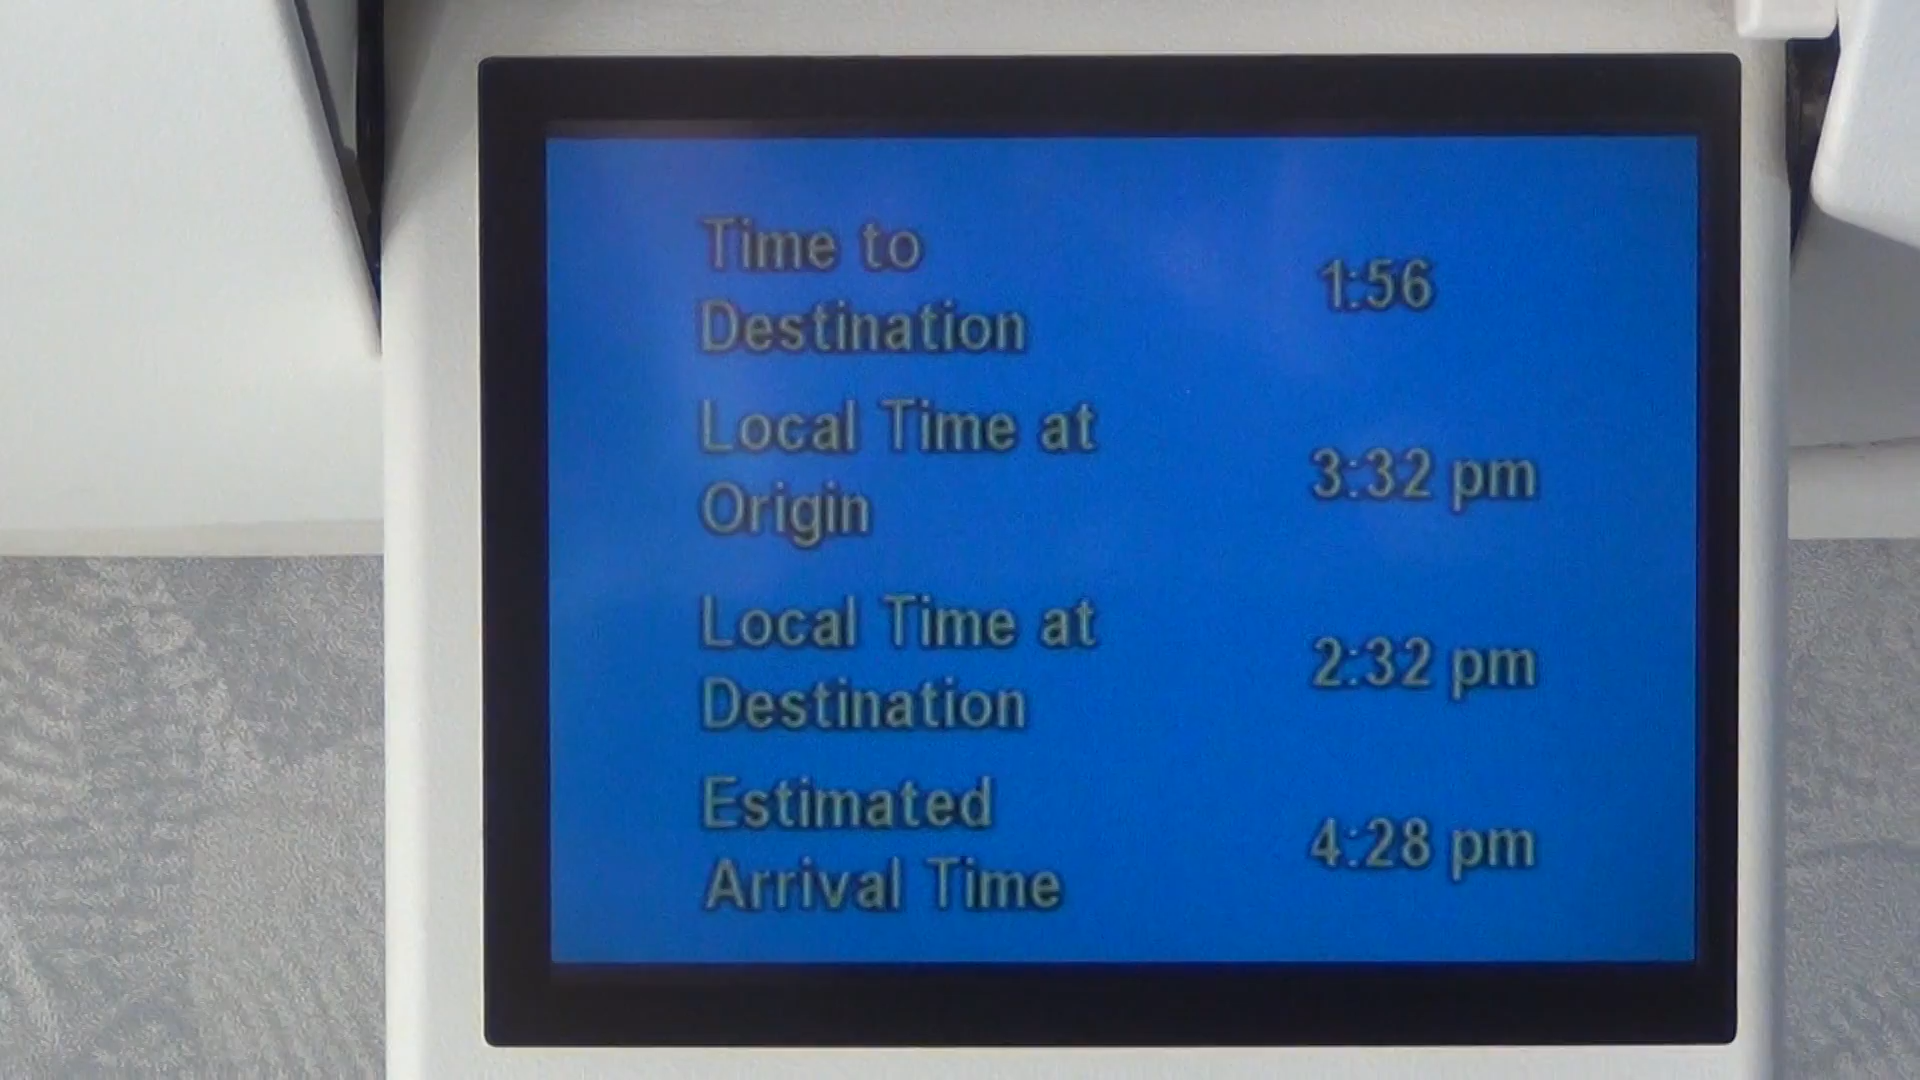 Time to
Destination
1:56
Local Time at
Origin
3:32 pm
Local Time at
Destination
2:32 pm
Estimated
Arrival Time
4:28 pm